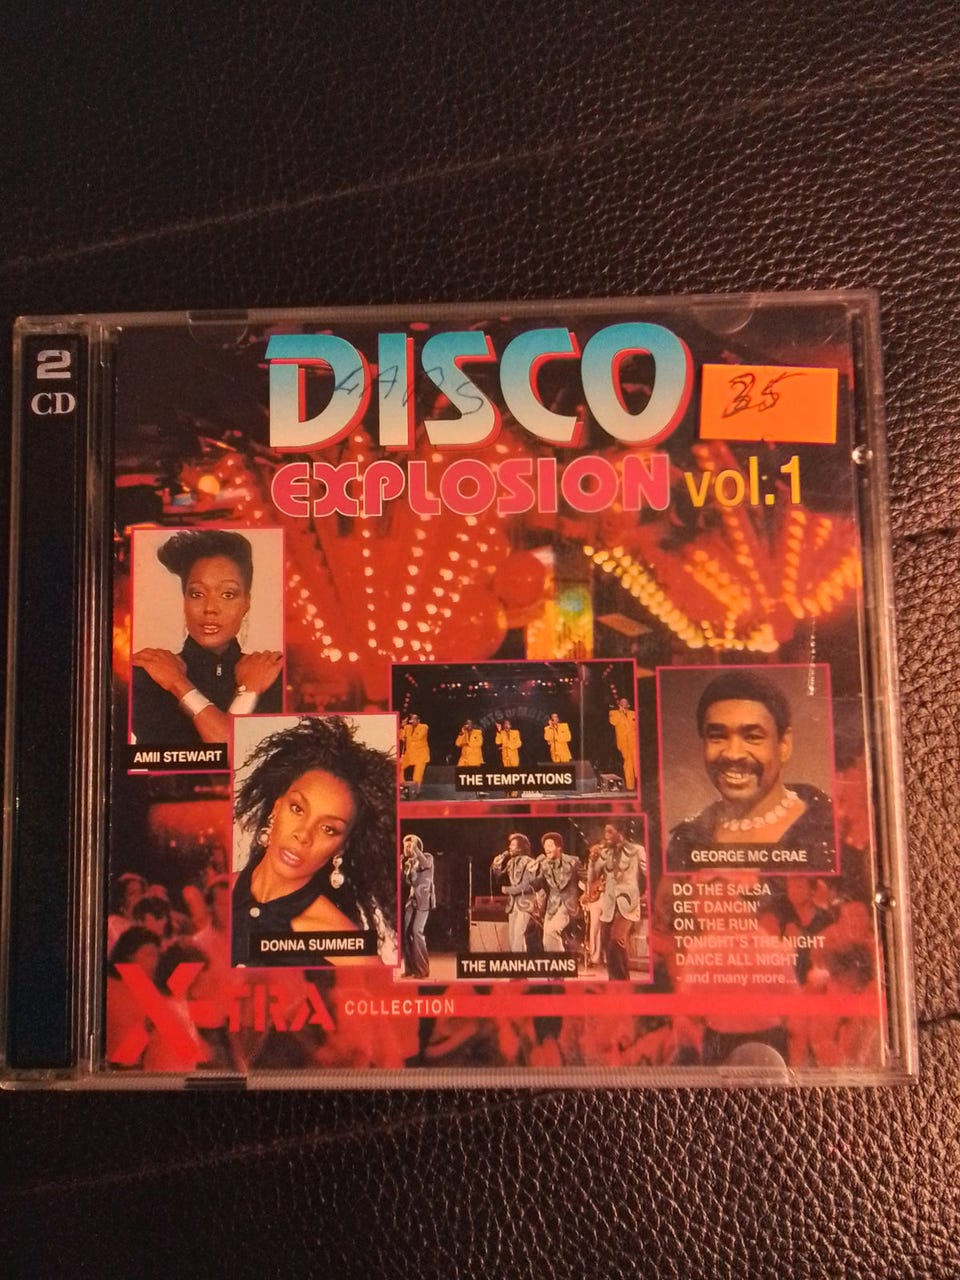 2
CD
DISCO
LARS
35
EXPLOSION vol.1
AMII STEWART
THE TEMPTATIONS
GEORGE MC CRAE
DONNA SUMMER
THE MANHATTANS
DO THE SALSA
GET DANCIN'
ON THE RUN
TONIGHT'S THE NIGHT
DANCE ALL NIGHT
- and many more...
X-TRA COLLECTION